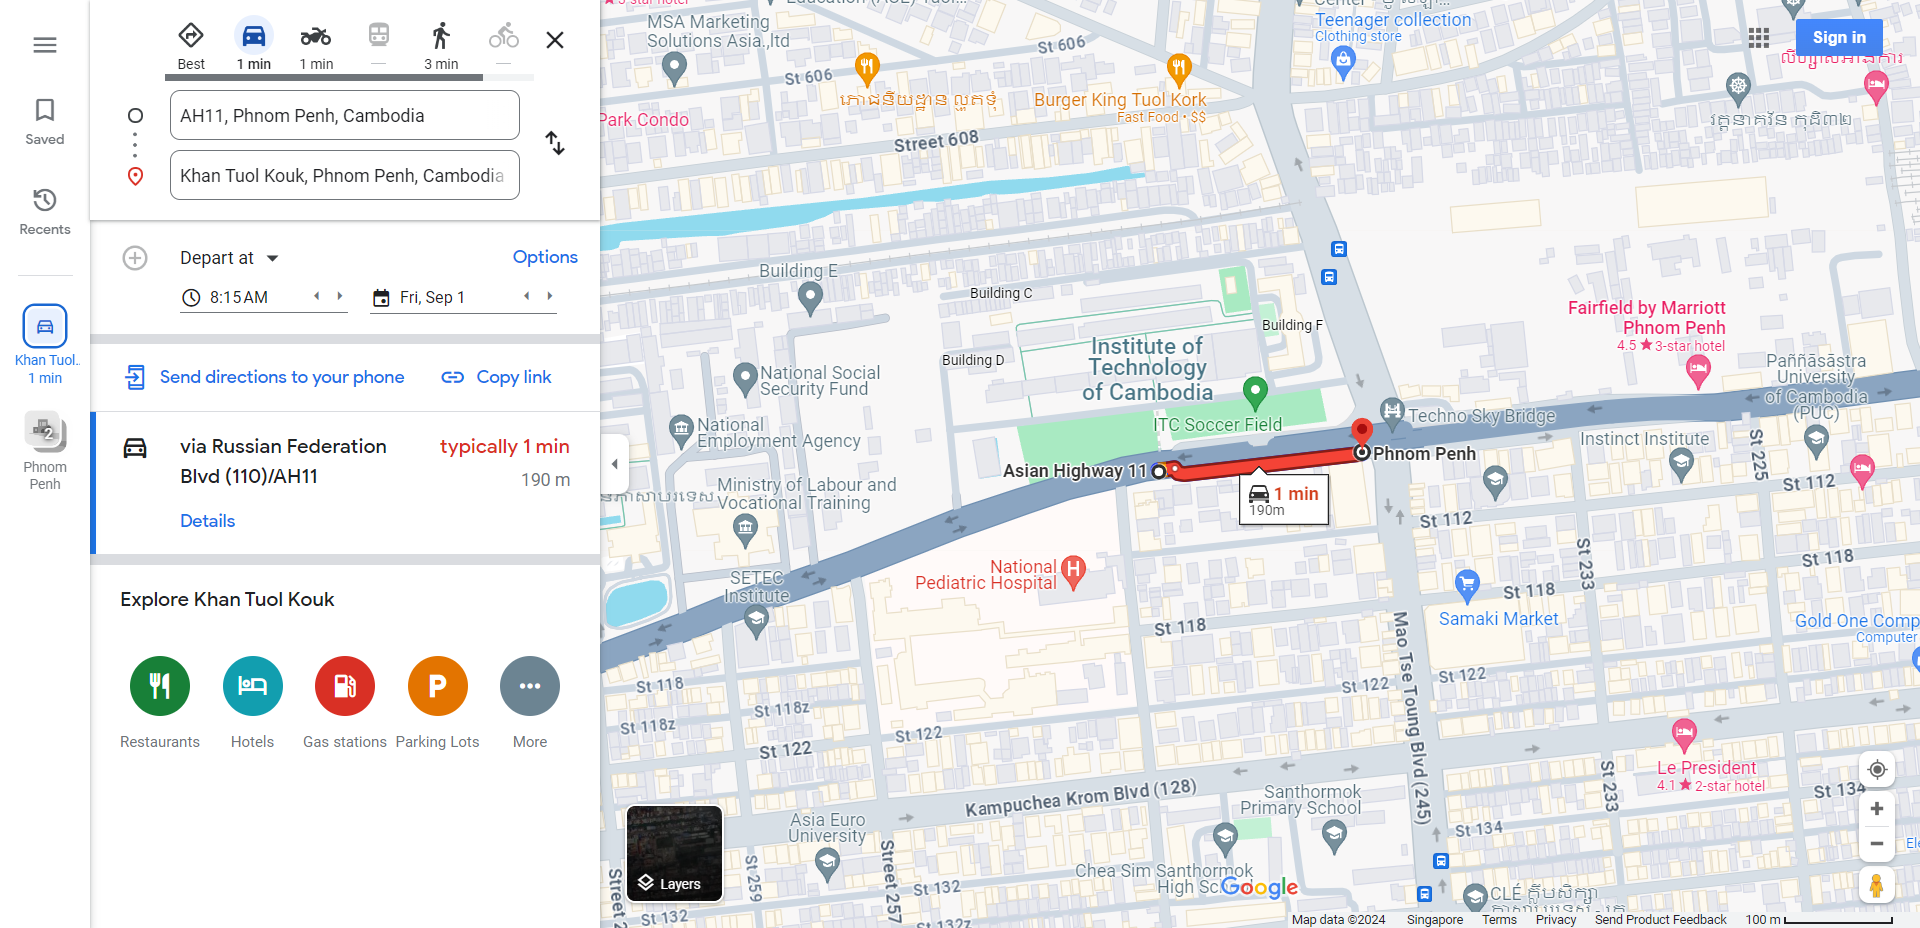 Best
1 min
1 min
—
3 min
—
AH11, Phnom Penh, Cambodia
Khan Tuol Kouk, Phnom Penh, Cambodia
Saved
Recents
Khan Tuol..
1 min
2
Phnom
Penh
Depart at
Options
8:15 AM
Fri, Sep 1
Send directions to your phone
Copy link
via Russian Federation
Blvd (110)/AH11
typically 1 min
190 m
Details
Explore Khan Tuol Kouk
Restaurants
Hotels
Gas stations
P
Parking Lots
More
Layers
Sign in
MSA Marketing
Solutions Asia.,ltd
St 606
St 606
Teenager collection
Clothing store
Burger King Tuol Kork
Fast Food • $$
Park Condo
Street 608
Building E
Building C
Building F
Building D
Institute of
Technology
of Cambodia
ITC Soccer Field
National Social
Security Fund
National
Employment Agency
Ministry of Labour and
Vocational Training
Asian Highway 11
Phnom Penh
1 min
190m
Techno Sky Bridge
Fairfield by Marriott
Phnom Penh
4.5 ★ 3-star hotel
Paññāsāstra
University
of Cambodia
(PUC)
Instinct Institute
St 225
St 112
St 112
St 233
St 118
St 118
Samaki Market
Gold One Comp
Computer
National
Pediatric Hospital
H
SETEC
Institute
St 118
St 118
St 118z
St 122
St 122
St 122
St 122
Mao Tse Toung Blvd (245)
Kampuchea Krom Blvd (128)
Le President
4.1 ★ 2-star hotel
St 233
St 134
St 134
Santhormok
Primary School
Asia Euro
University
St 259
Street 257
Chea Sim Santhormok
High Sc
Google
St 132
St 132
Map data ©2024
Singapore
Terms
Privacy
Send Product Feedback
100 m